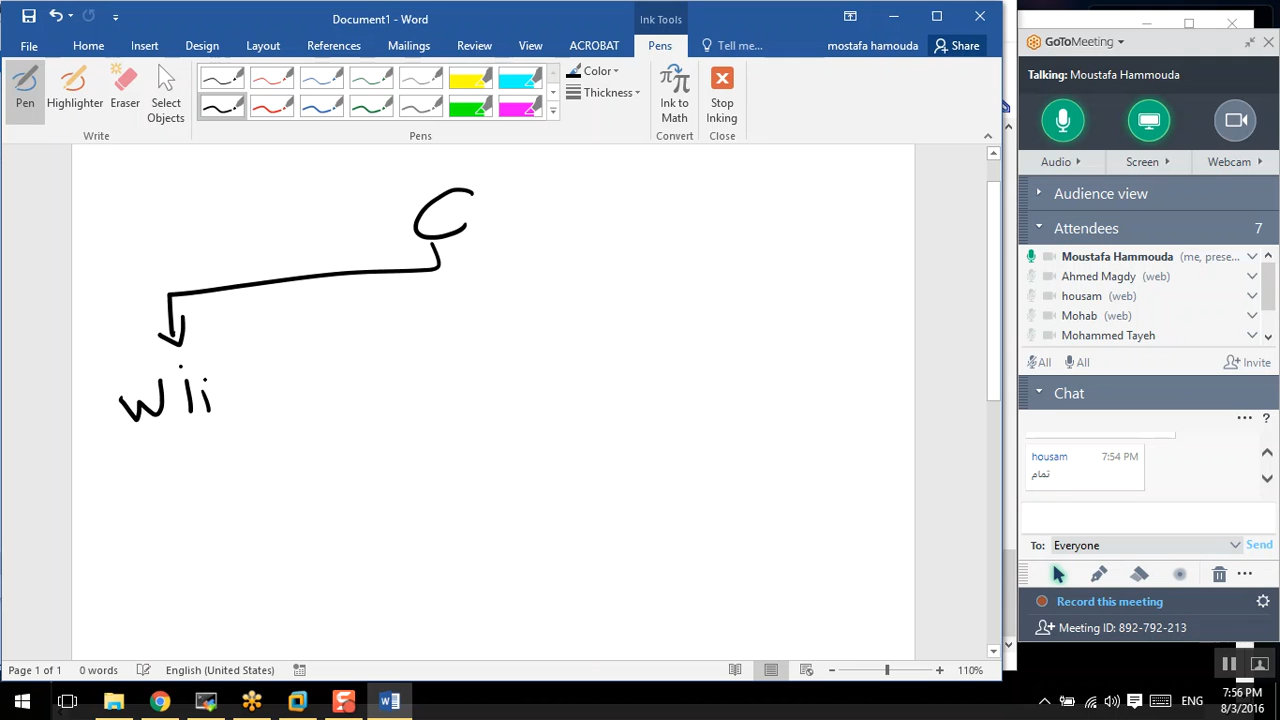 Document1 - Word
Ink Tools
File Home Insert Design Layout References Mailings Review View ACROBAT Pens Tell me... mostafa hamouda Share
Pen Highlighter Eraser Select Objects
Color
Thickness
Ink to Math
Stop Inking
Write Pens Convert Close
C
Wii
Page 1 of 1 0 words English (United States) 110%
GoToMeeting
Talking: Moustafa Hammouda
Audio Screen Webcam
Audience view
Attendees 7
Moustafa Hammouda (me, prese...
Ahmed Magdy (web)
housam (web)
Mohab (web)
Mohammed Tayeh
All All Invite
Chat
... ?
housam 7:54 PM
تمام
To: Everyone Send
Record this meeting
Meeting ID: 892-792-213
ENG
7:56 PM
8/3/2016